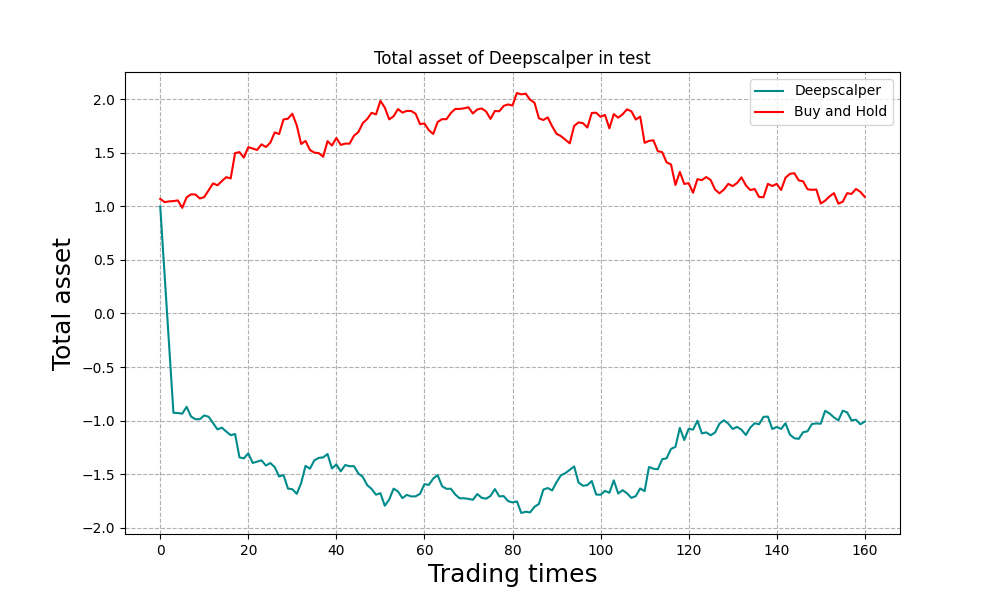 Total asset of Deepscalper in test
Deepscalper
Buy and Hold
Total asset
2.0
1.5
1.0
0.5
0.0
−0.5
−1.0
−1.5
−2.0
0 20 40 60 80 100 120 140 160
Trading times